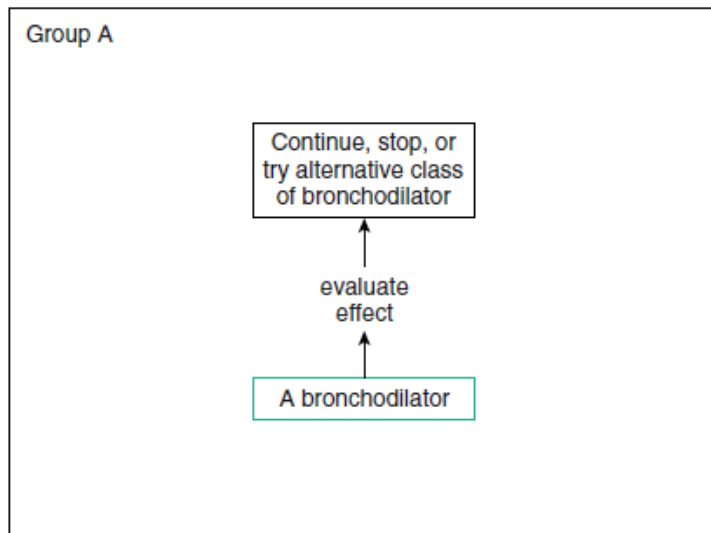 Group A
Continue, stop, or
try alternative class
of bronchodilator
evaluate
effect
A bronchodilator